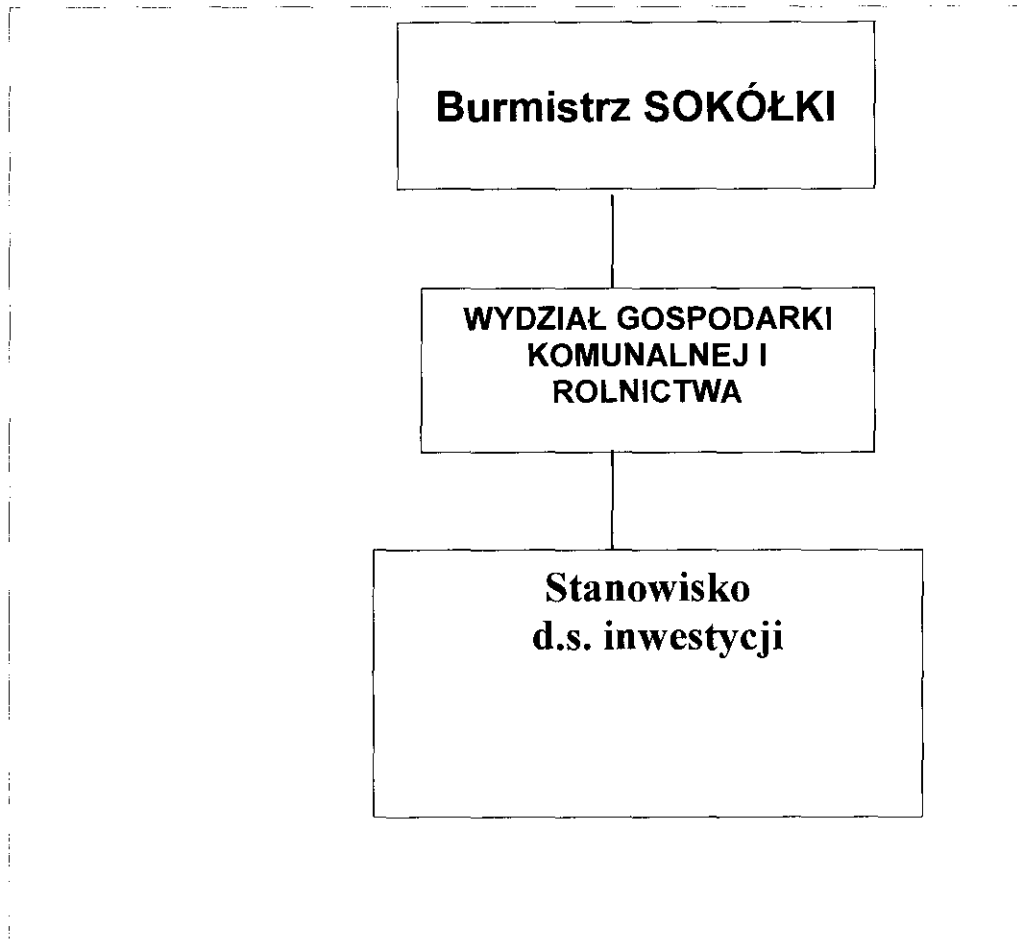 Burmistrz SOKÓŁKI
WYDZIAŁ GOSPODARKI
KOMUNALNEJ I
ROLNICTWA
Stanowisko
d.s. inwestycji